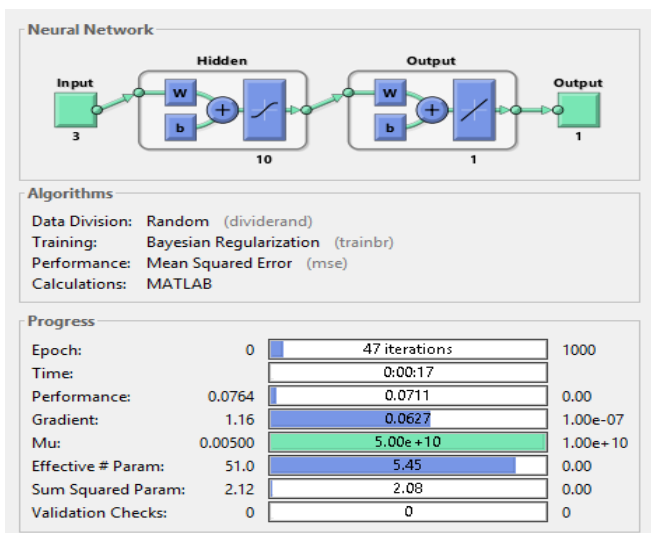 Neural Network
Hidden Output
Input Output
W W
b b
3 10 1 1
Algorithms
Data Division: Random (dividerand)
Training: Bayesian Regularization (trainbr)
Performance: Mean Squared Error (mse)
Calculations: MATLAB
Progress
Epoch: 0 47 iterations 1000
Time: 0:00:17
Performance: 0.0764 0.0711 0.00
Gradient: 1.16 0.0627 1.00e-07
Mu: 0.00500 5.00e+10 1.00e+10
Effective # Param: 51.0 5.45 0.00
Sum Squared Param: 2.12 2.08 0.00
Validation Checks: 0 0 0